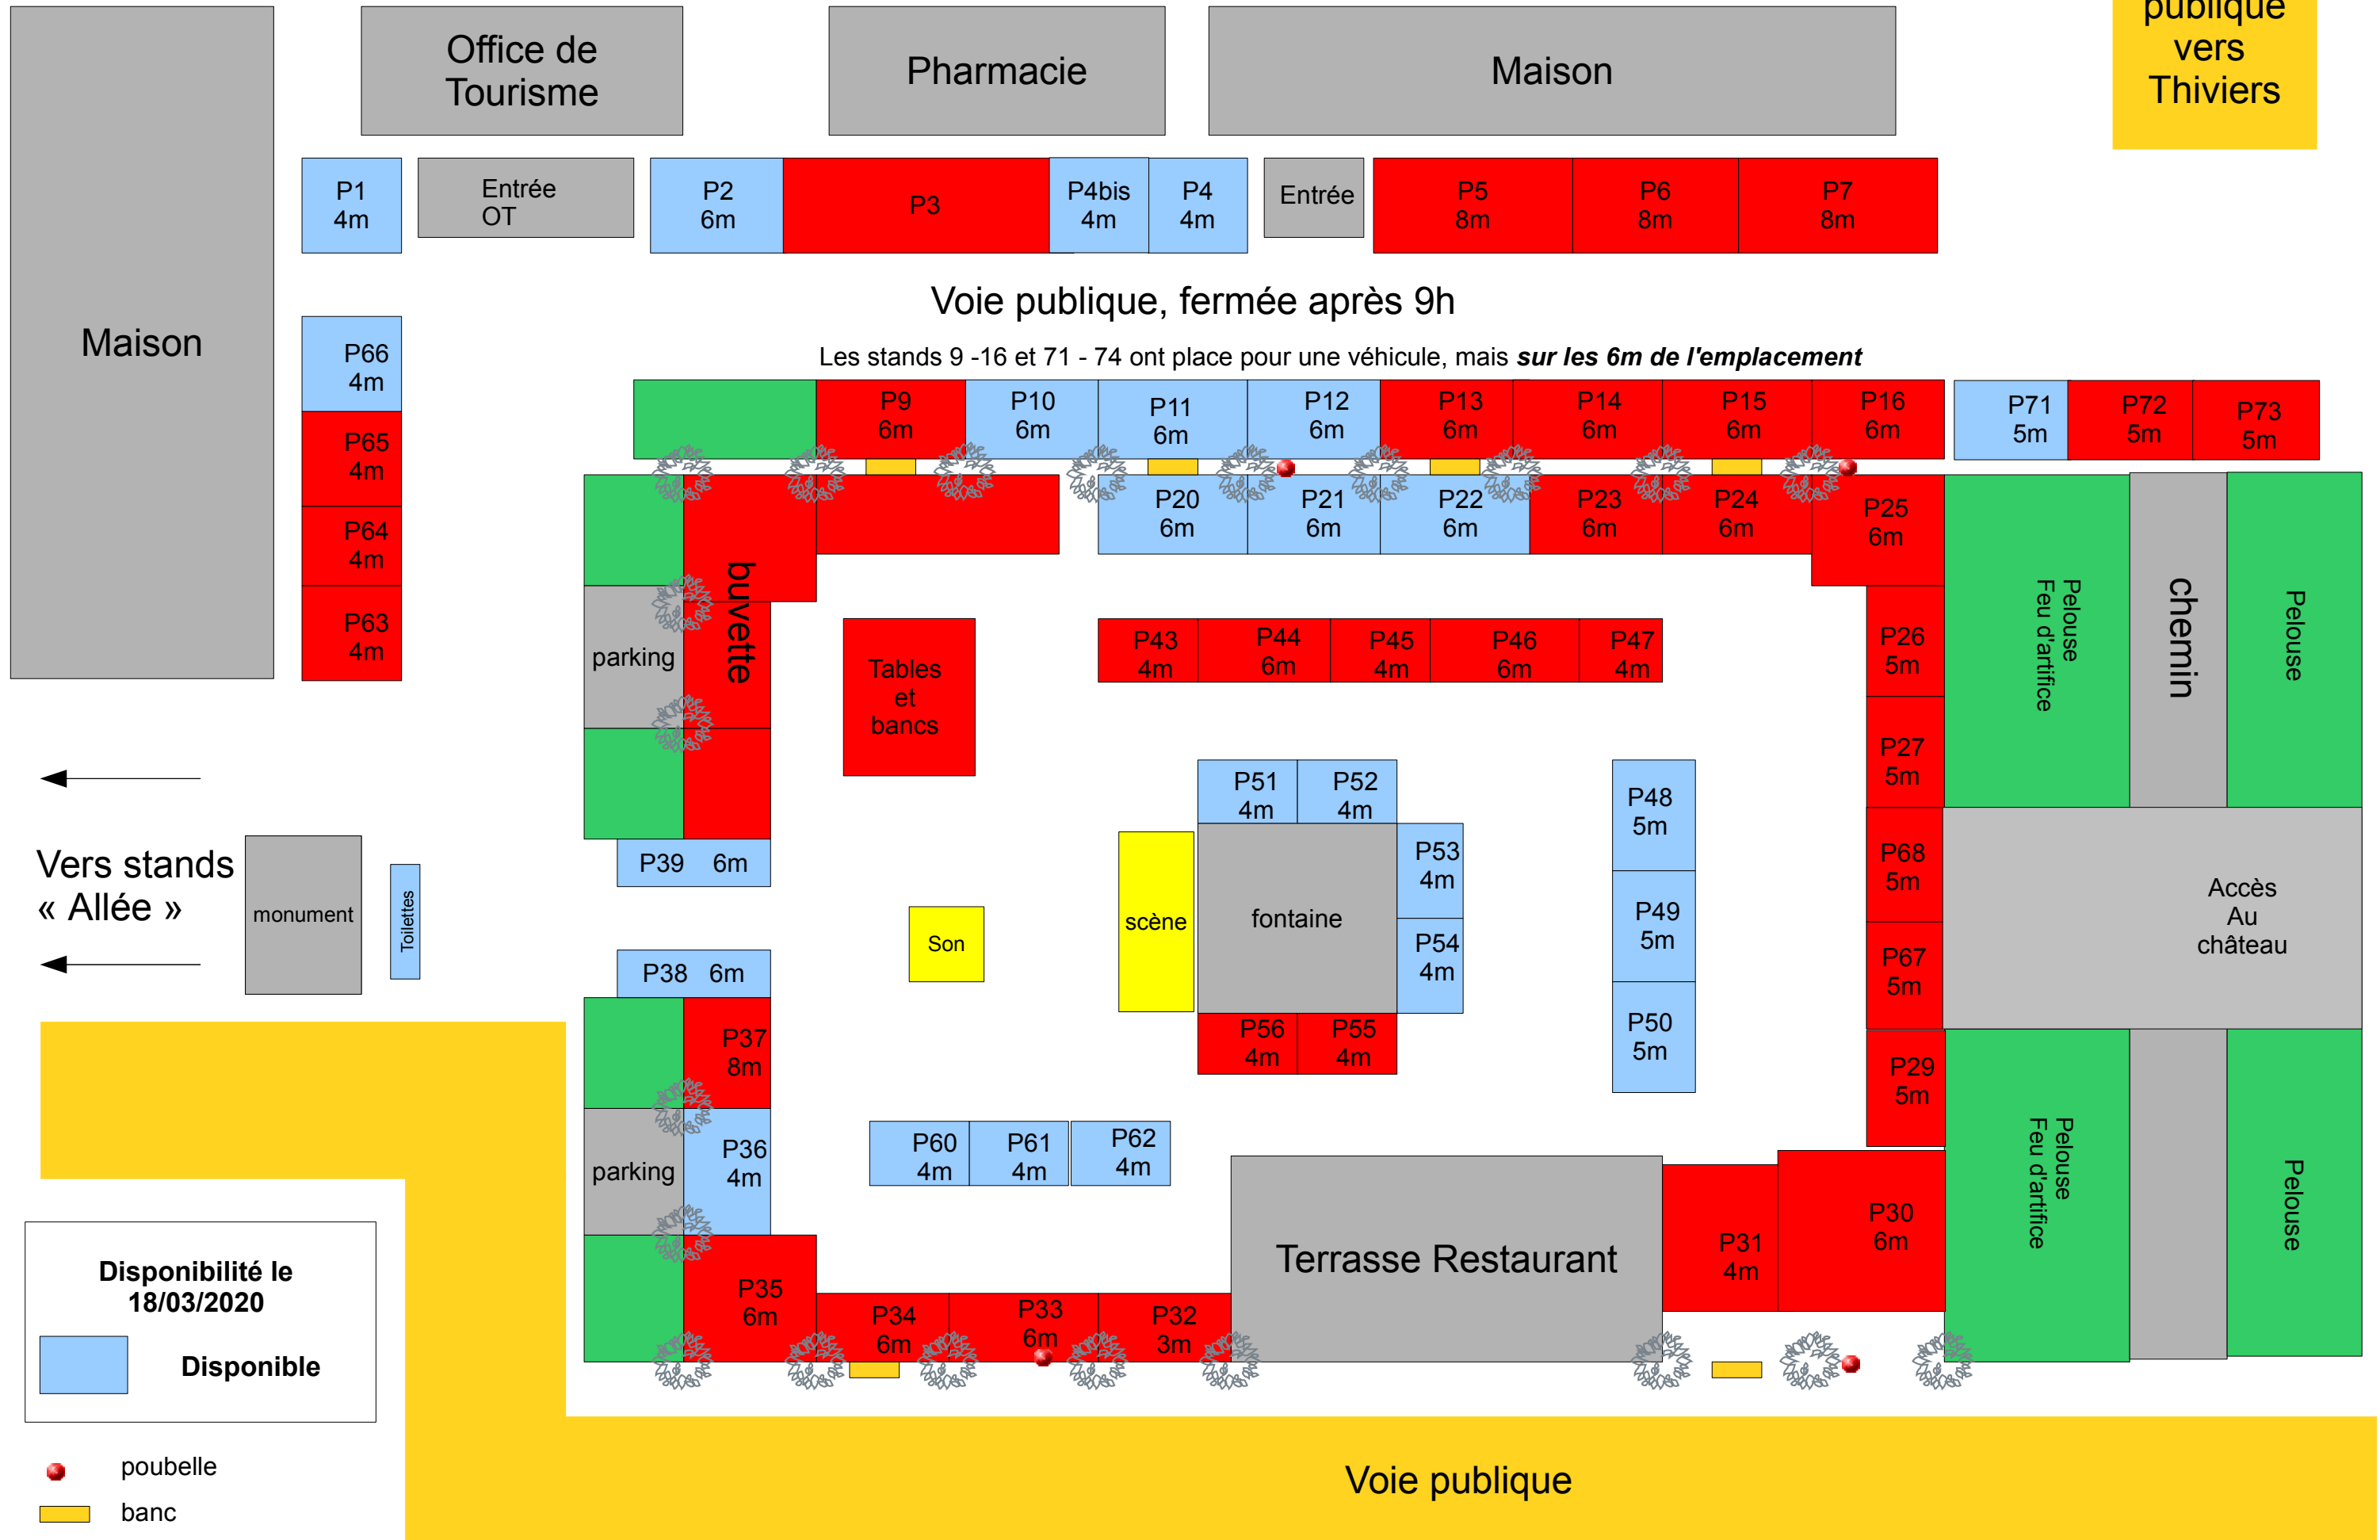 publique
vers
Thiviers
Office de
Tourisme
Pharmacie
Maison
Maison
P1
4m
Entrée
OT
P2
6m
P3
P4bis
4m
P4
4m
Entrée
P5
8m
P6
8m
P7
8m
Voie publique, fermée après 9h
Les stands 9 -16 et 71 - 74 ont place pour une véhicule, mais sur les 6m de l'emplacement
P66
4m
P65
4m
P64
4m
P63
4m
P9
6m
P10
6m
P11
6m
P12
6m
P13
6m
P14
6m
P15
6m
P16
6m
P71
5m
P72
5m
P73
5m
P20
6m
P21
6m
P22
6m
P23
6m
P24
6m
P25
6m
buvette
parking
Tables
et
bancs
P43
4m
P44
6m
P45
4m
P46
6m
P47
4m
P26
5m
P27
5m
Pelouse
Feu d'artifice
chemin
Pelouse
P51
4m
P52
4m
P48
5m
P53
4m
P49
5m
P54
4m
P50
5m
P68
5m
P67
5m
P29
5m
Accès
Au
château
Vers stands
« Allée »
monument
Toilettes
P39 6m
Son
scène
fontaine
P38 6m
P37
8m
P56
4m
P55
4m
parking
P36
4m
P60
4m
P61
4m
P62
4m
Pelouse
Feu d'artifice
Pelouse
Terrasse Restaurant
P31
4m
P30
6m
P35
6m
P34
6m
P33
6m
P32
3m
Disponibilité le
18/03/2020
Disponible
poubelle
banc
Voie publique